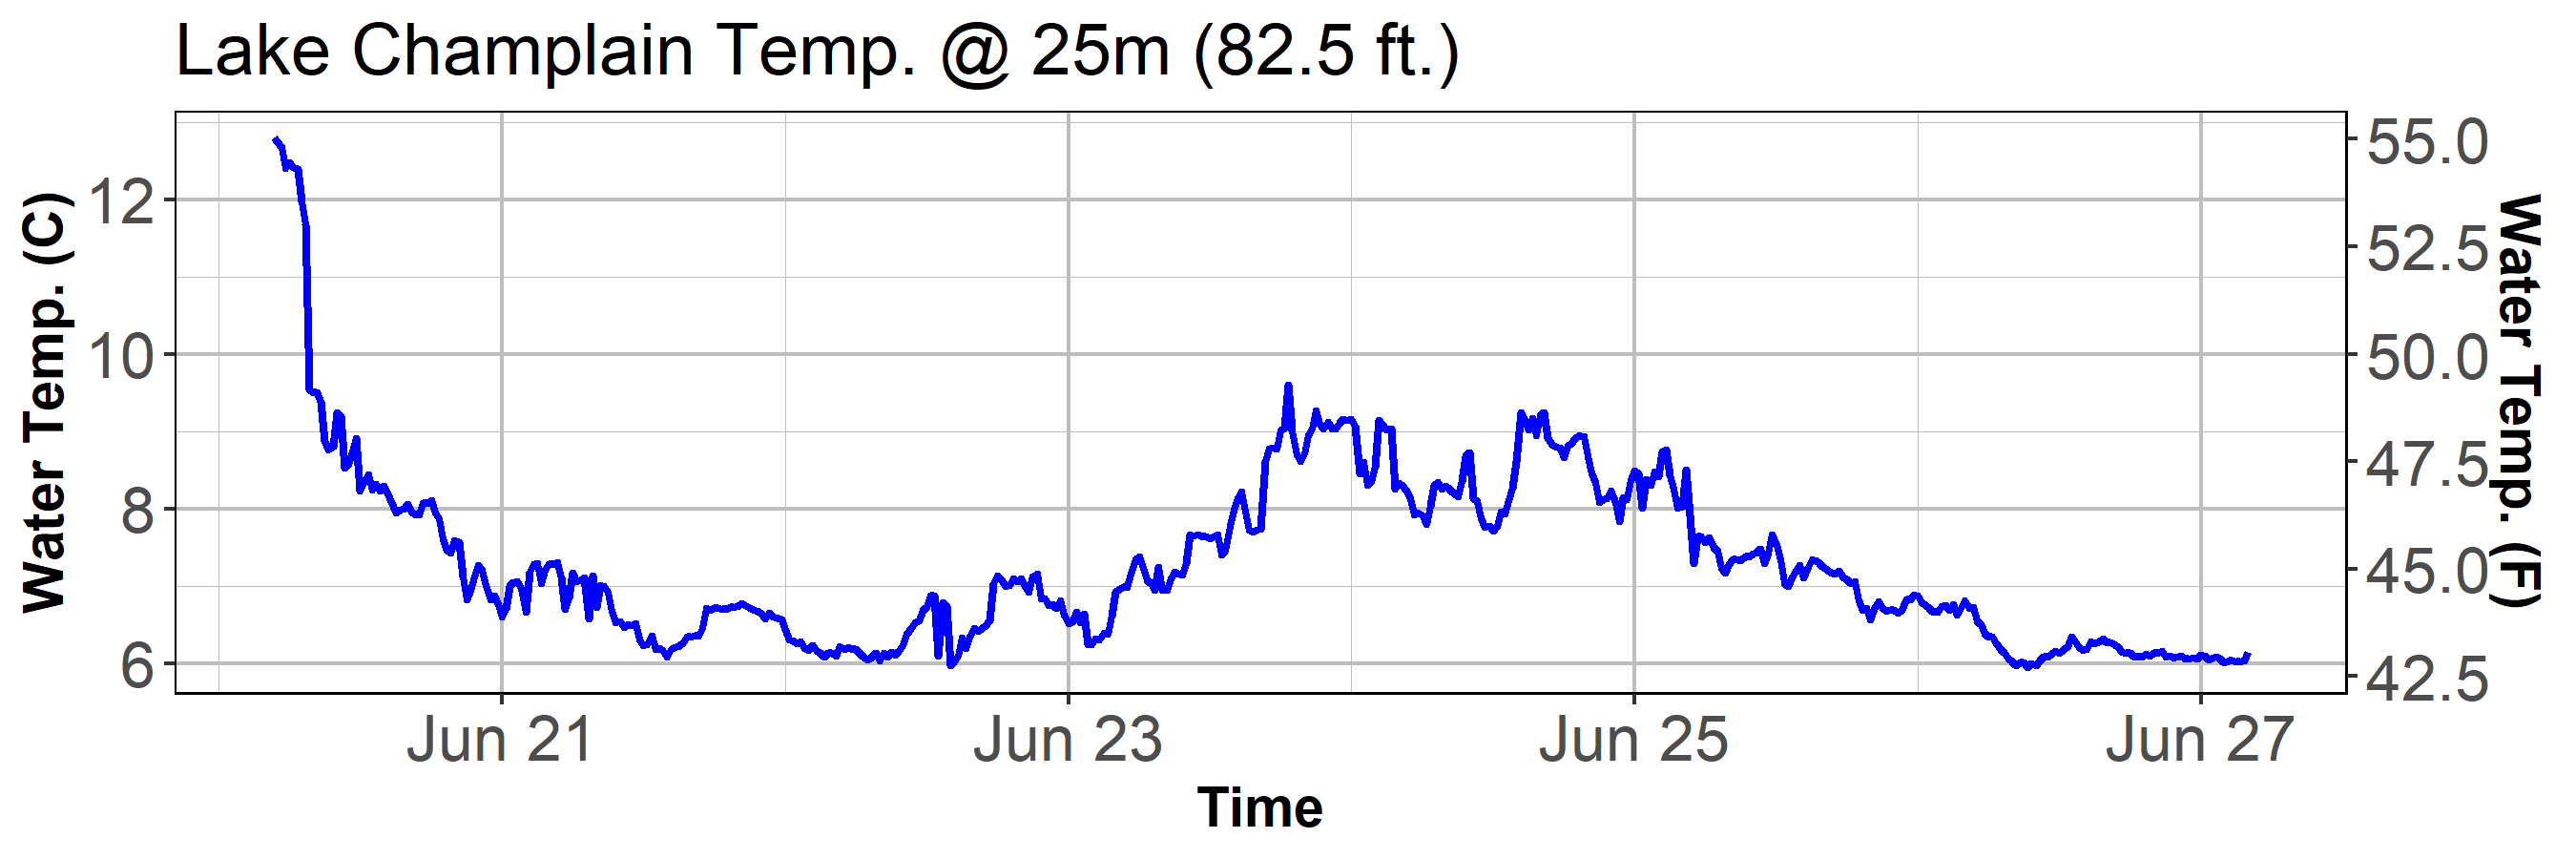 Lake Champlain Temp. @ 25m (82.5 ft.)
Water Temp. (C)
12
10
8
6
55.0
52.5
50.0
47.5
45.0
42.5
Water Temp. (F)
Jun 21
Jun 23
Jun 25
Jun 27
Time